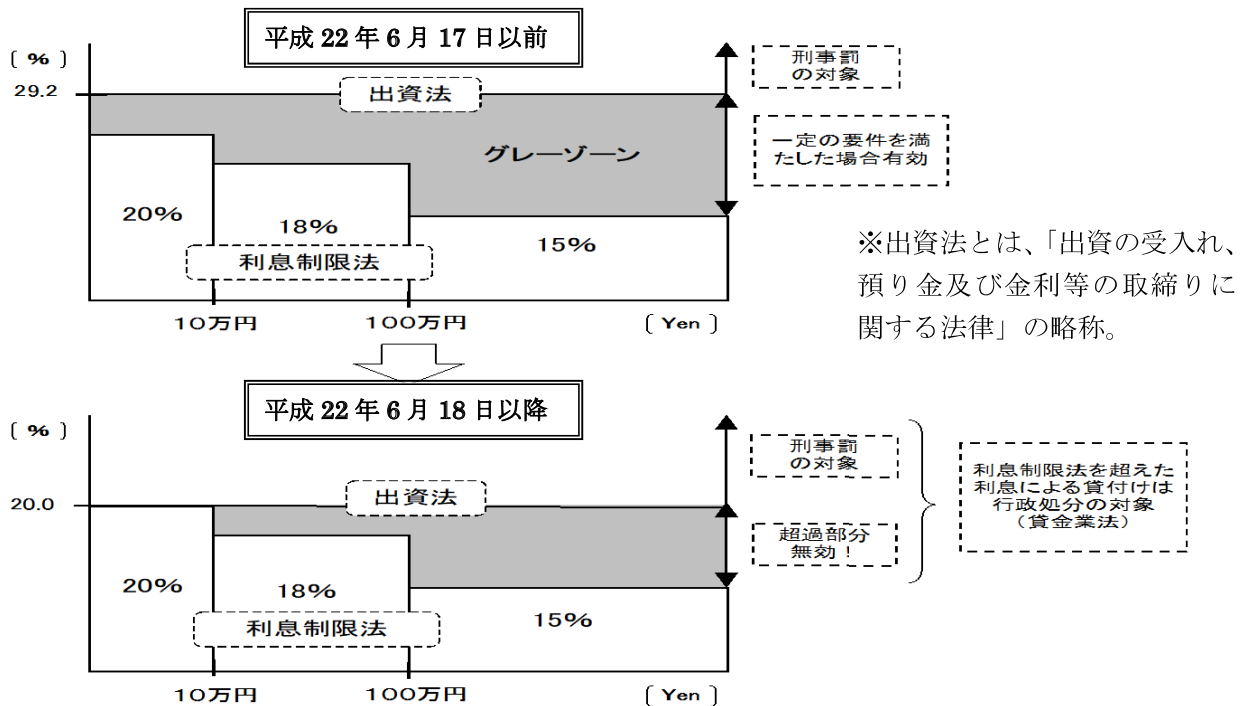 平成 22 年 6 月 17 日以前
〔 % 〕
29.2
出資法
刑事罰
の対象
グレーゾーン
一定の要件を満
たした場合有効
20%
18%
15%
利息制限法
10万円
100万円
〔 Yen 〕
※出資法とは、「出資の受入れ、
預り金及び金利等の取締りに
関する法律」の略称。
平成 22 年 6 月 18 日以降
〔 % 〕
20.0
出資法
刑事罰
の対象
超過部分
無効！
利息制限法を超えた
利息による貸付けは
行政処分の対象
（貸金業法）
20%
18%
15%
利息制限法
10万円
100万円
〔 Yen 〕